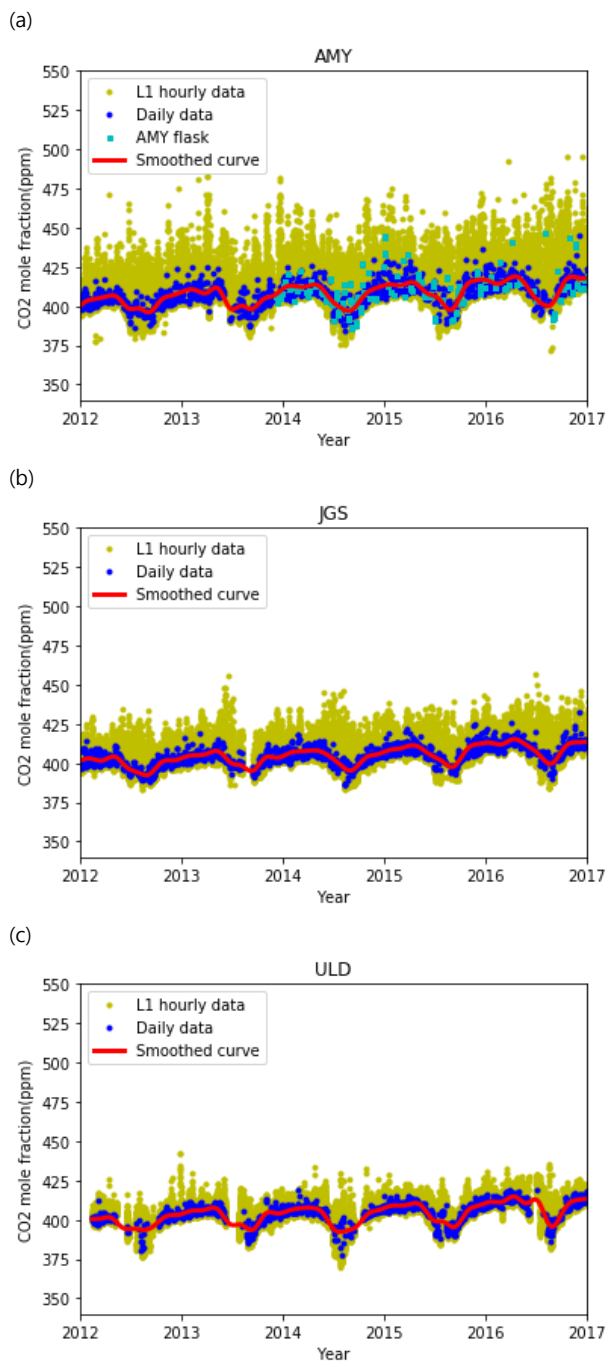 (a)
AMY
550
525
500
475
450
425
400
375
350
CO2 mole fraction(ppm)
L1 hourly data
Daily data
AMY flask
Smoothed curve
2012 2013 2014 2015 2016 2017
Year
(b)
JGS
550
525
500
475
450
425
400
375
350
CO2 mole fraction(ppm)
L1 hourly data
Daily data
Smoothed curve
2012 2013 2014 2015 2016 2017
Year
(c)
ULD
550
525
500
475
450
425
400
375
350
CO2 mole fraction(ppm)
L1 hourly data
Daily data
Smoothed curve
2012 2013 2014 2015 2016 2017
Year